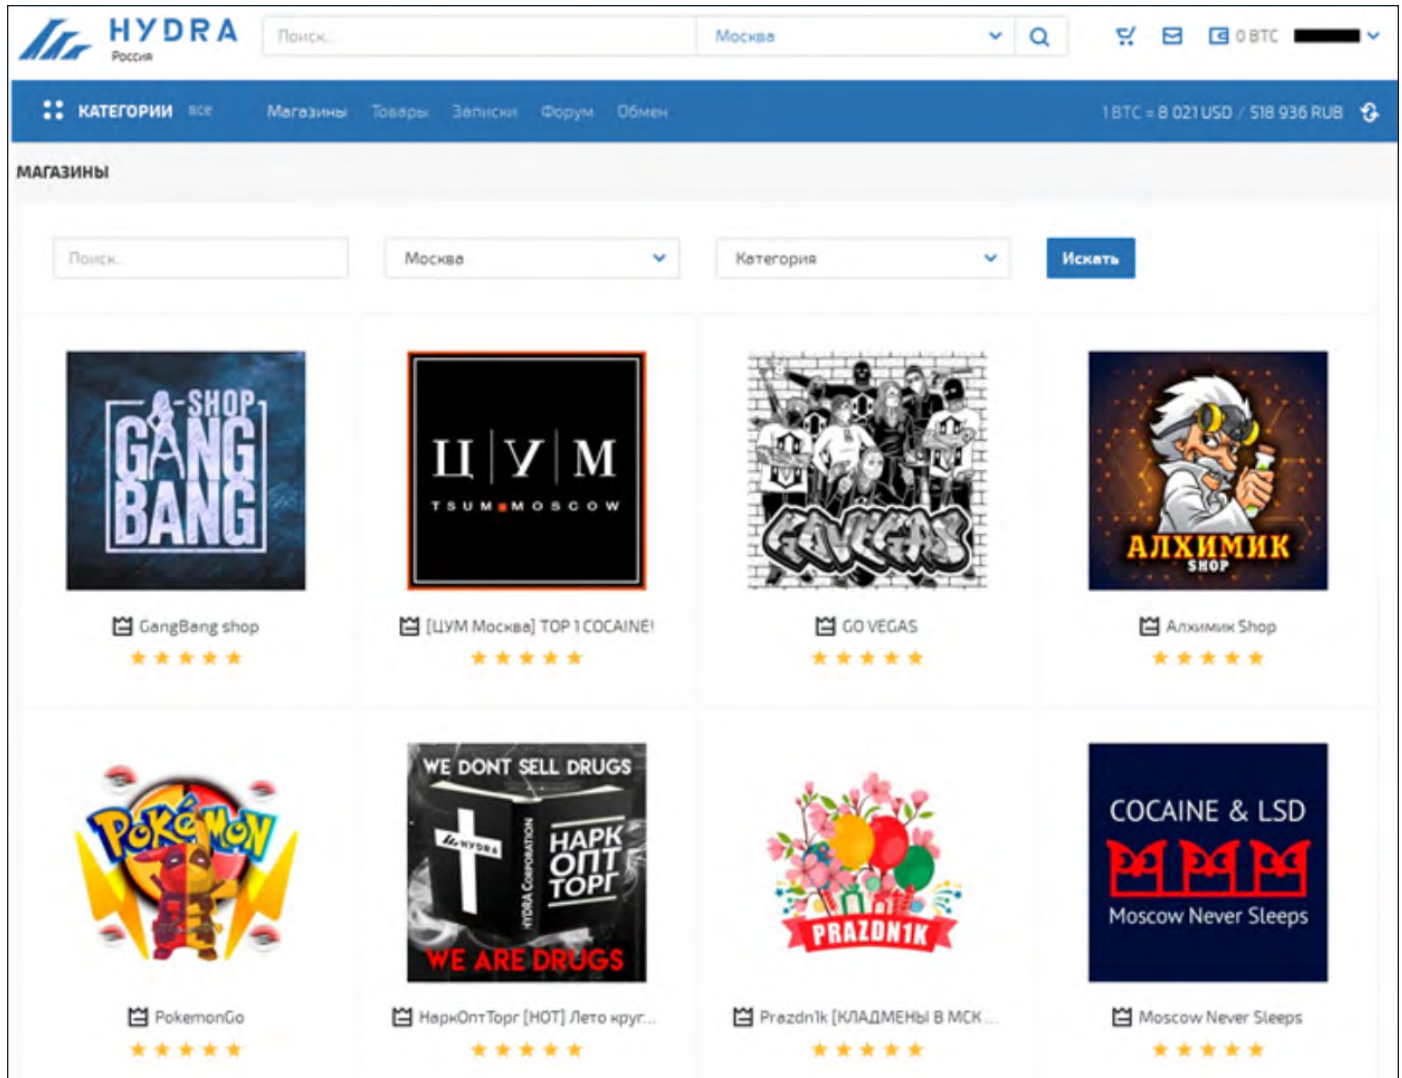 HYDRA
Россия
Поиск...
Москва
0 BTC
КАТЕГОРИИ все Магазины Товары Записки Форум Обмен
1 BTC = 8 021 USD / 518 936 RUB
МАГАЗИНЫ
Поиск...
Москва
Категория
Искать
A-SHOP
GANG
BANG
ЦУМ
TSUM MOSCOW
GOVEGAS
АЛХИМИК
SHOP
GangBang shop
[ЦУМ Москва] TOP 1 COCAINE!
GO VEGAS
Алхимик Shop
POKéMON
WE DONT SELL DRUGS
HYDRA
HYDRA CORPORATION
НАРК
ОПТ
ТОРГ
WE ARE DRUGS
PRAZDN1K
COCAINE & LSD
Moscow Never Sleeps
PokemonGo
НаркОптТорг [HOT] Лето круг...
Prazdn1k [КЛАДМЕНЫ В МСК ...
Moscow Never Sleeps